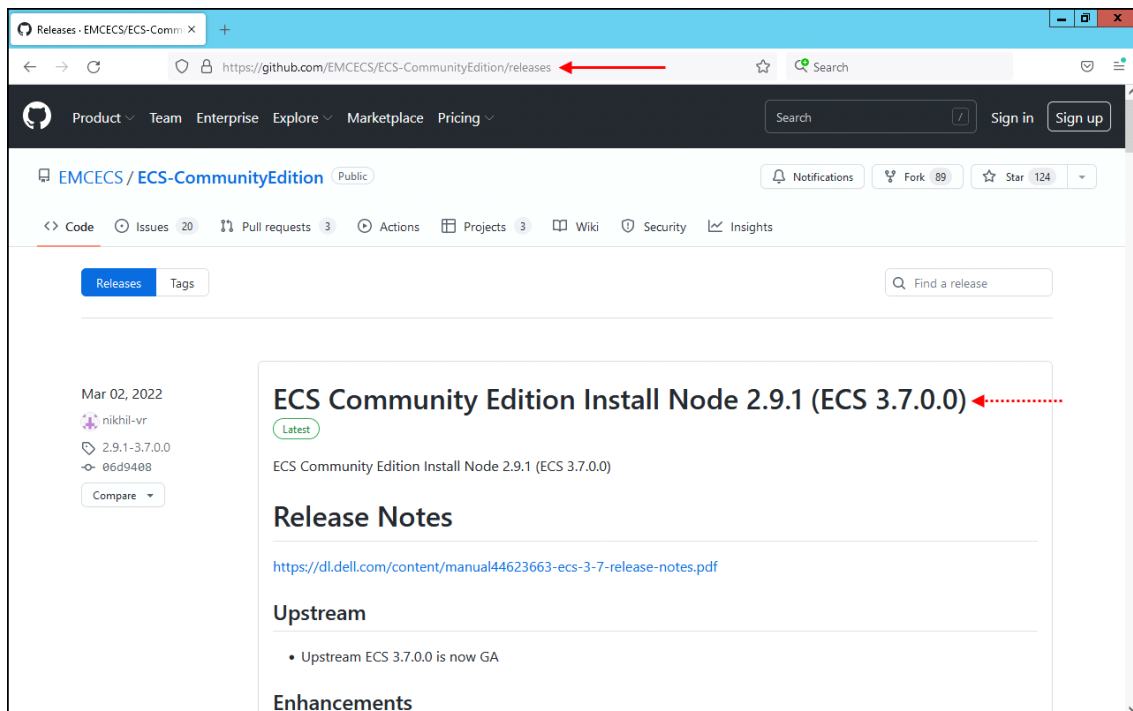 Releases · EMCECS/ECS-Comm
https://github.com/EMCECS/ECS-CommunityEdition/releases
Search
Product Team Enterprise Explore Marketplace Pricing
Search /
Sign in
Sign up
EMCECS / ECS-CommunityEdition Public
Notifications
Fork 89
Star 124
Code Issues 20 Pull requests 3 Actions Projects 3 Wiki Security Insights
Releases Tags
Find a release
Mar 02, 2022
nikhil-vr
2.9.1-3.7.0.0
06d9408
Compare
ECS Community Edition Install Node 2.9.1 (ECS 3.7.0.0)
Latest
ECS Community Edition Install Node 2.9.1 (ECS 3.7.0.0)
Release Notes
https://dl.dell.com/content/manual44623663-ecs-3-7-release-notes.pdf
Upstream
• Upstream ECS 3.7.0.0 is now GA
Enhancements